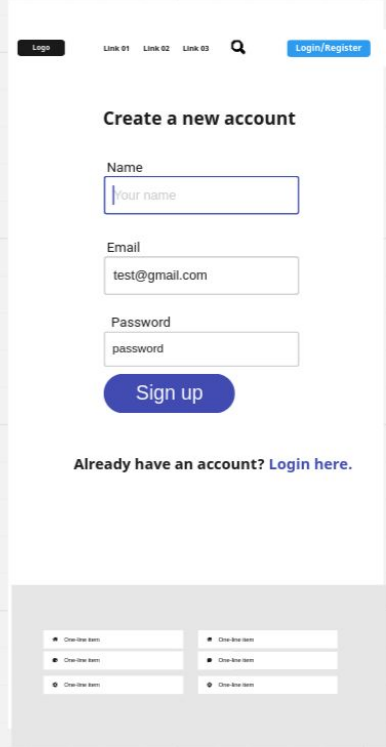 Logo Link 01 Link 02 Link 03 Login/Register
Create a new account
Name
Your name
Email
test@gmail.com
Password
password
Sign up
Already have an account? Login here.
One-line item One-line item
One-line item One-line item
One-line item One-line item